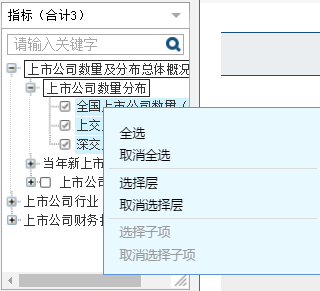 指标（合计3）
请输入关键字
上市公司数量及分布总体概况
上市公司数量分布
全国上市公司数量（
上交
深交
当年新上市
上市公
上市公司行业
上市公司财务
全选
取消全选
选择层
取消选择层
选择子项
取消选择子项